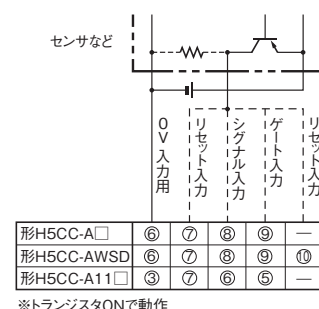 センサなど
0V入力用
リセット入力
シグナル入力
ゲート入力
リセット入力
形H5CC-A□ ⑥ ⑦ ⑧ ⑨ —
形H5CC-AWSD ⑥ ⑦ ⑧ ⑨ ⑩
形H5CC-A11□ ③ ⑦ ⑥ ⑤ —
※トランジスタONで動作